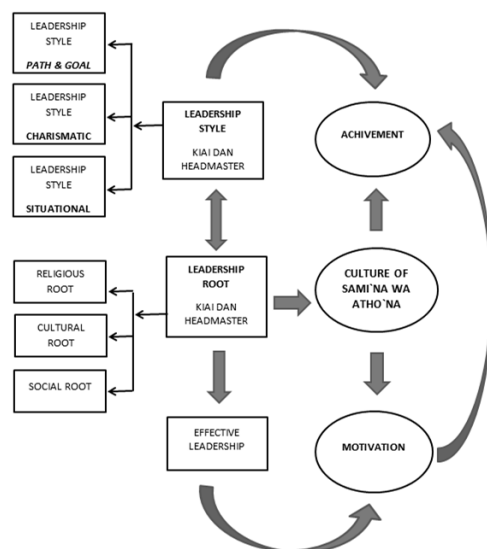 LEADERSHIP
STYLE
PATH & GOAL
LEADERSHIP
STYLE
CHARISMATIC
LEADERSHIP
STYLE
SITUATIONAL
LEADERSHIP
STYLE
KIAI DAN
HEADMASTER
ACHIVEMENT
RELIGIOUS
ROOT
CULTURAL
ROOT
SOCIAL ROOT
LEADERSHIP
ROOT
KIAI DAN
HEADMASTER
CULTURE OF
SAMI`NA WA
ATHO`NA
EFFECTIVE
LEADERSHIP
MOTIVATION